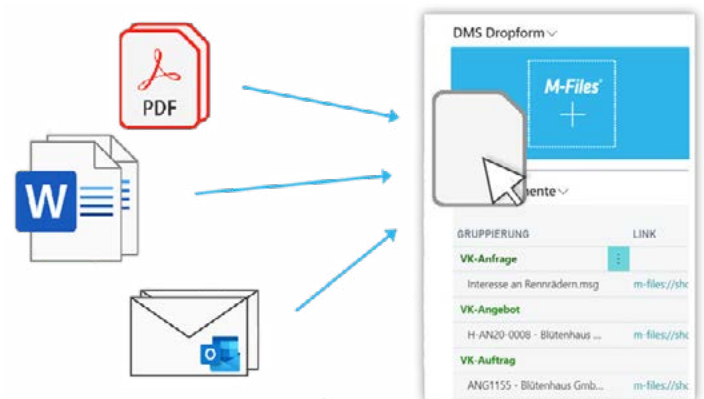 PDF
W
O
DMS Dropform
M-Files
GRUPPIERUNG LINK
VK-Anfrage
Interesse an Rennrädern.msg m-files://sho
VK-Angebot
H-AN20-0008 - Blütenhaus ... m-files://sho
VK-Auftrag
ANG1155 - Blütenhaus Gmb... m-files://sho